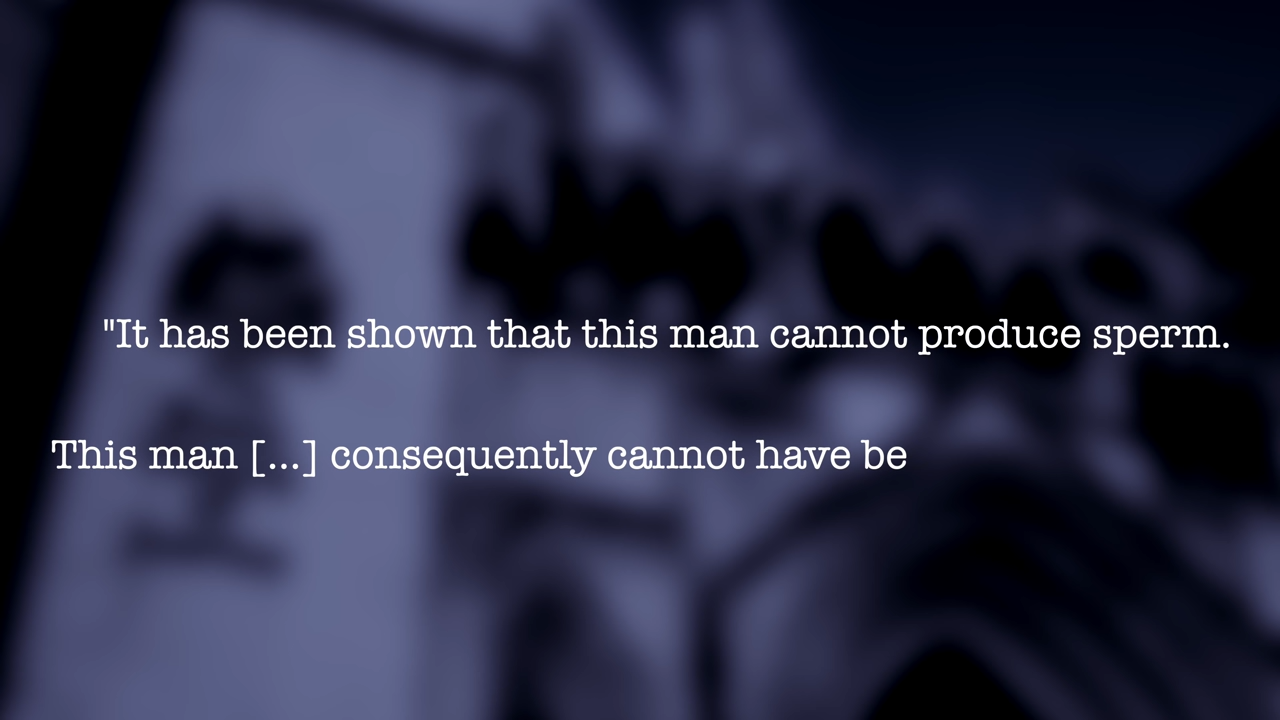 "It has been shown that this man cannot produce sperm.
This man [...] consequently cannot have be